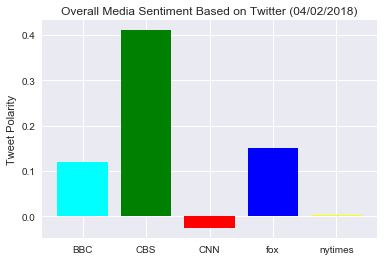 Overall Media Sentiment Based on Twitter (04/02/2018)
Tweet Polarity
0.4
0.3
0.2
0.1
0.0
BBC CBS CNN fox nytimes